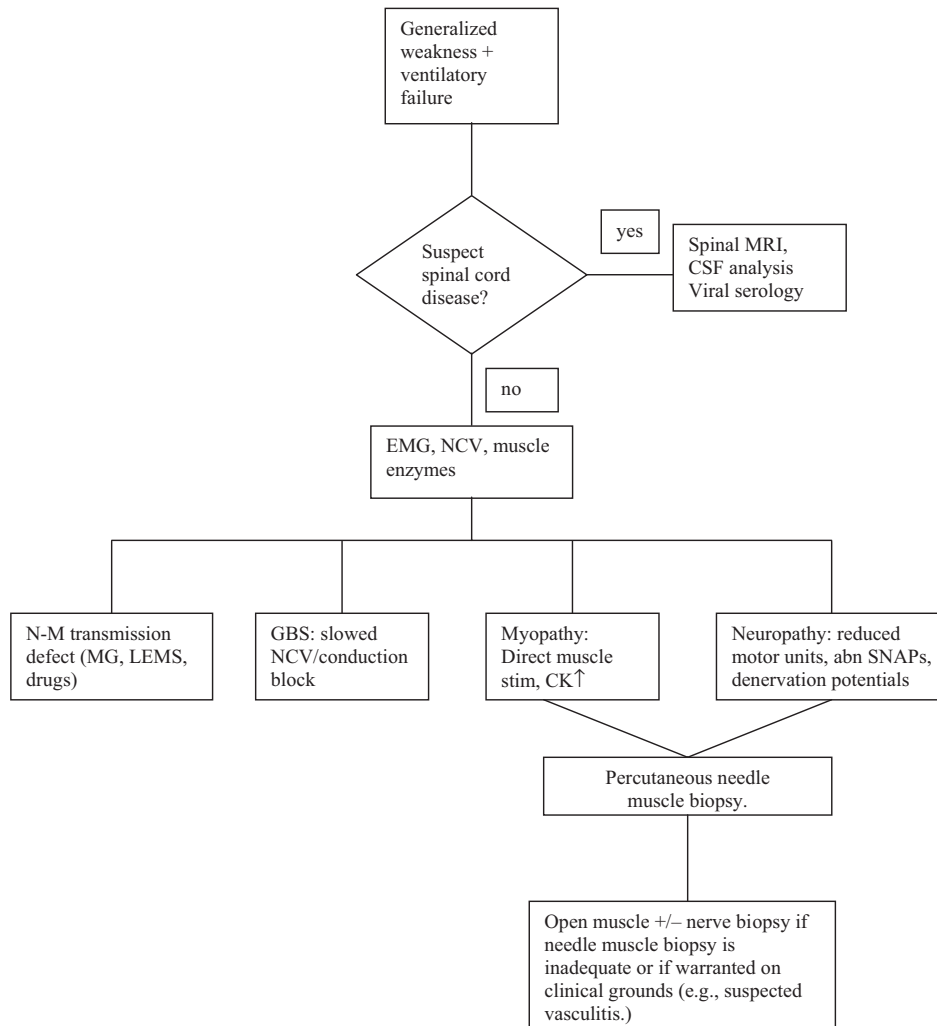 Generalized
weakness +
ventilatory
failure
Suspect
spinal cord
disease?
yes
Spinal MRI,
CSF analysis
Viral serology
no
EMG, NCV, muscle
enzymes
N-M transmission
defect (MG, LEMS,
drugs)
GBS: slowed
NCV/conduction
block
Myopathy:
Direct muscle
stim, CK↑
Neuropathy: reduced
motor units, abn SNAPs,
denervation potentials
Percutaneous needle
muscle biopsy.
Open muscle +/– nerve biopsy if
needle muscle biopsy is
inadequate or if warranted on
clinical grounds (e.g., suspected
vasculitis.)